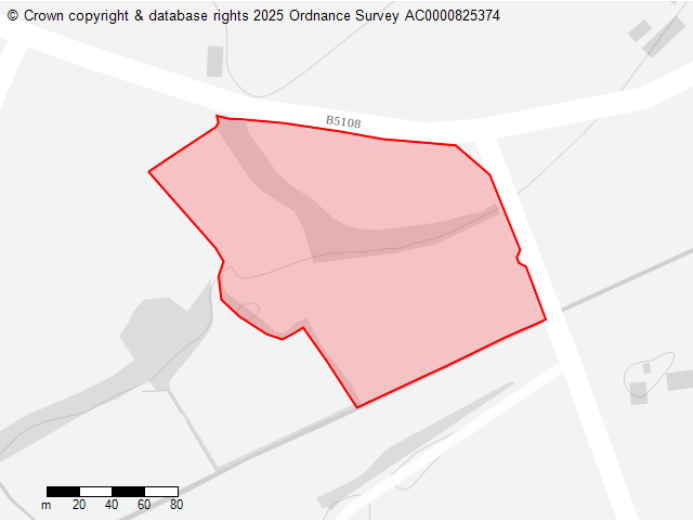 © Crown copyright & database rights 2025 Ordnance Survey AC0000825374
B5108
m 20 40 60 80